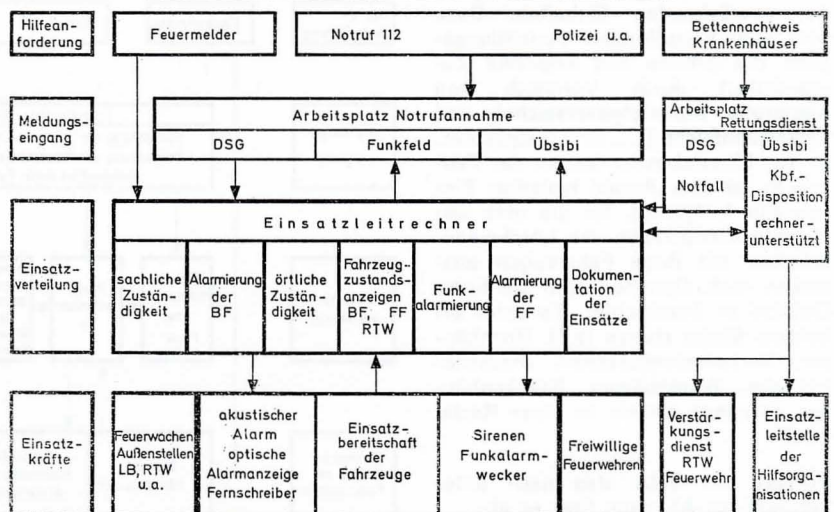 Hilfean-
forderung
Feuermelder
Notruf 112
Polizei u.a.
Bettennachweis
Krankenhäuser
Meldungs-
eingang
Arbeitsplatz Notrufannahme
DSG
Funkfeld
Übsibi
Arbeitsplatz
Rettungsdienst
DSG
Übsibi
Notfall
Kbf.-
Disposition
rechner-
unterstützt
Einsatz-
verteilung
Einsatzleitrechner
sachliche
Zustän-
digkeit
Alarmierung
der
BF
örtliche
Zustän-
digkeit
Fahrzeug-
zustands-
anzeigen
BF, FF
RTW
Funk-
alarmierung
Alarmierung
der
FF
Dokumen-
tation
der
Einsätze
Einsatz-
kräfte
Feuerwachen
Außenstellen
LB, RTW
u.a.
akustischer
Alarm
optische
Alarmanzeige
Fernschreiber
Einsatz-
bereitschaft
der
Fahrzeuge
Sirenen
Funkalarm-
wecker
Freiwillige
Feuerwehren
Verstär-
kungs-
dienst
RTW
Feuerwehr
Einsatz-
leitstelle
der
Hilfsorga-
nisationen